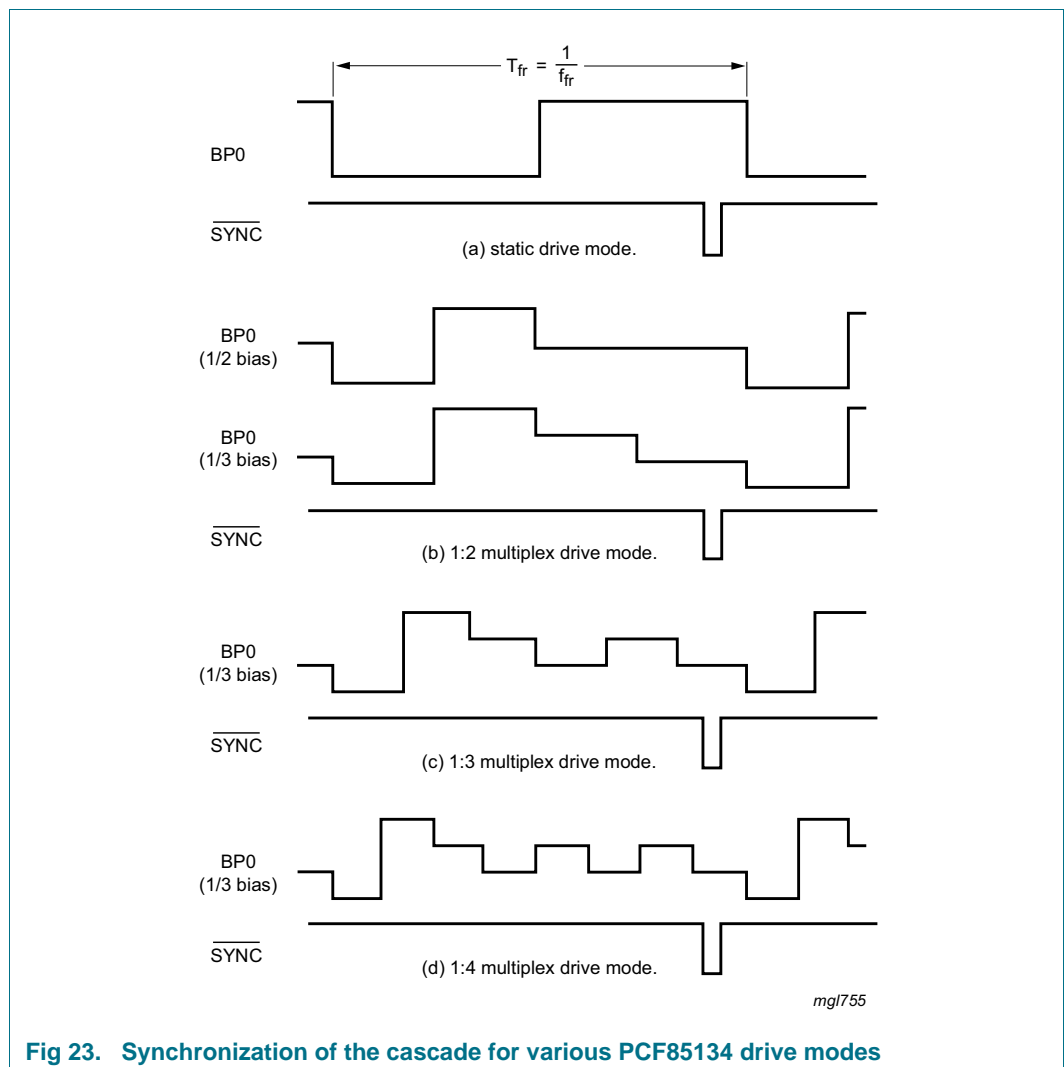 T_fr = 1/f_fr
BP0
SYNC
(a) static drive mode.
BP0
(1/2 bias)
BP0
(1/3 bias)
SYNC
(b) 1:2 multiplex drive mode.
BP0
(1/3 bias)
SYNC
(c) 1:3 multiplex drive mode.
BP0
(1/3 bias)
SYNC
(d) 1:4 multiplex drive mode.
mgl755
Fig 23. Synchronization of the cascade for various PCF85134 drive modes